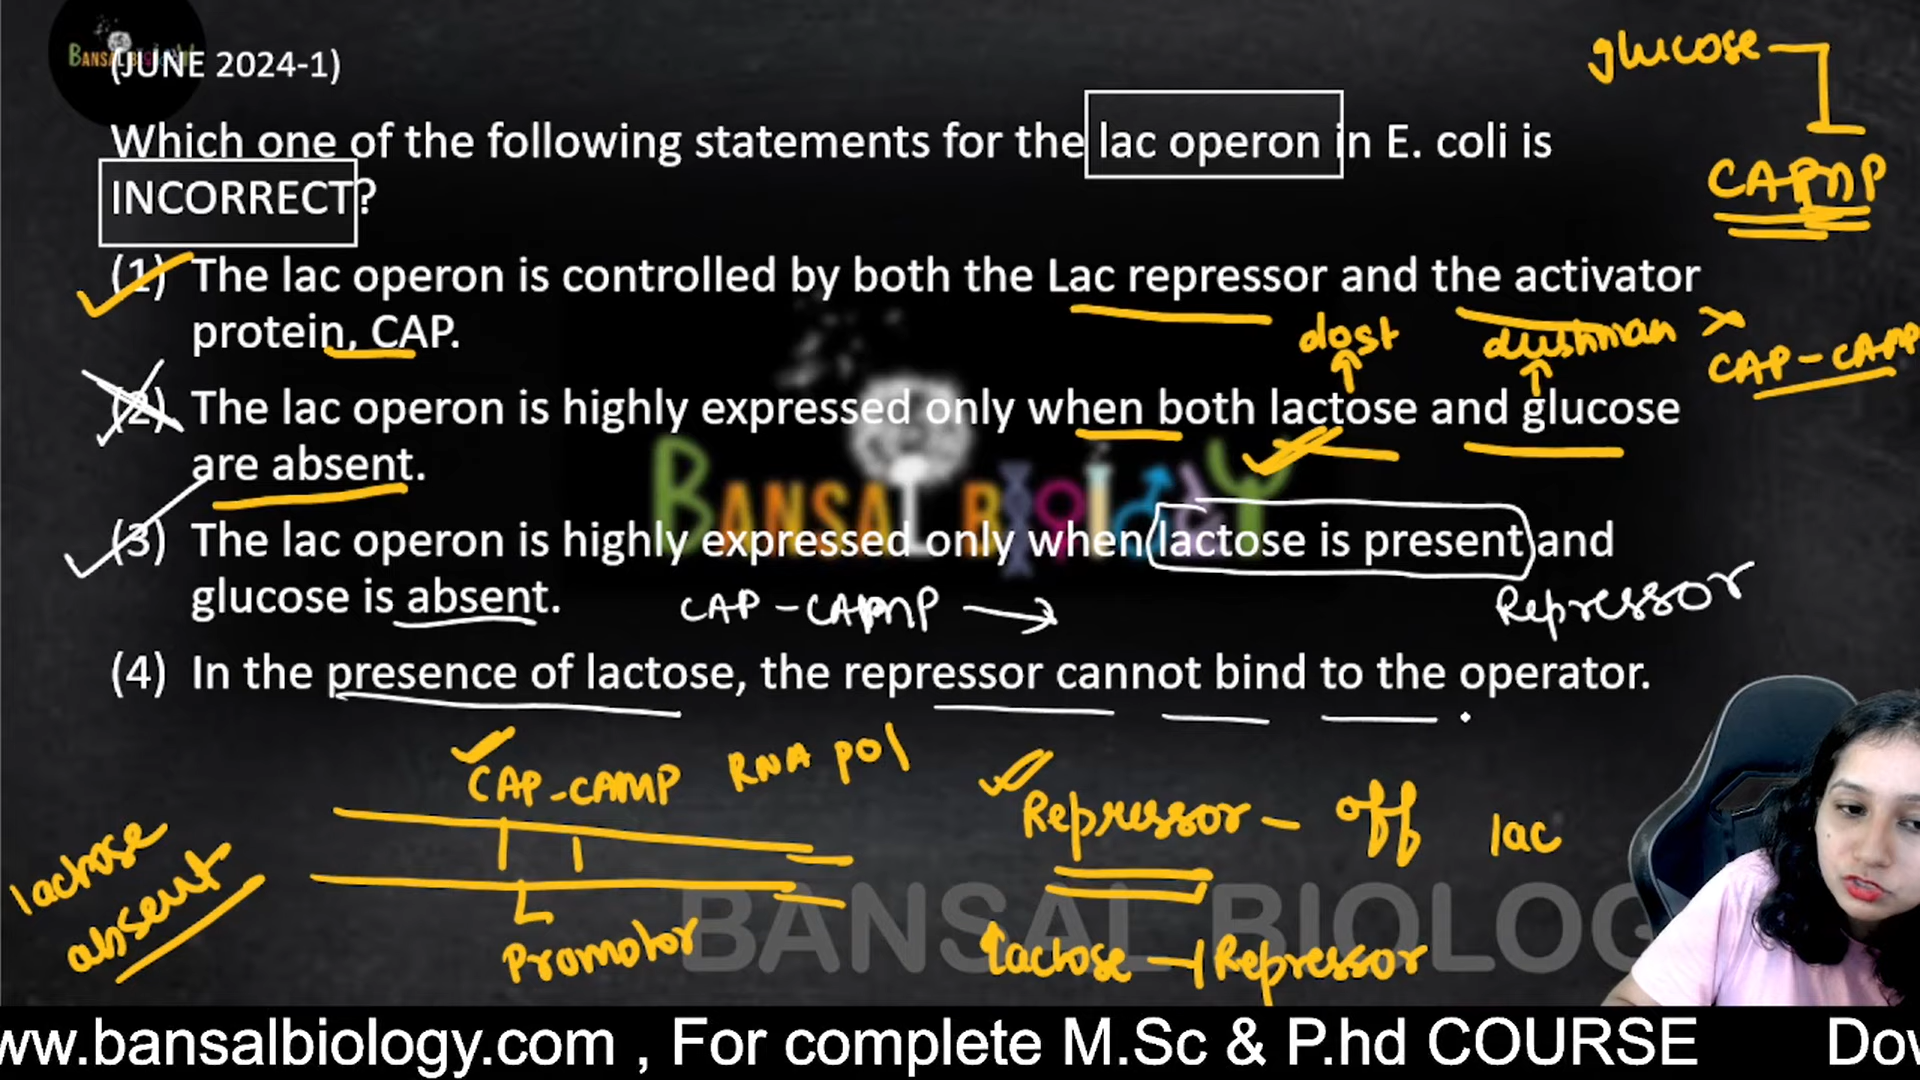 BANSAL BIOLOGY
(JUNE 2024-1)
glucose
Which one of the following statements for the lac operon in E. coli is
INCORRECT?
CAMP
(1) The lac operon is controlled by both the Lac repressor and the activator
protein, CAP.
dost
dushman
CAP-CAMP
(2) The lac operon is highly expressed only when both lactose and glucose
are absent.
BANSAL BIOLOGY
(3) The lac operon is highly expressed only when lactose is present and
glucose is absent.
CAP-CAMP
Repressor
(4) In the presence of lactose, the repressor cannot bind to the operator.
CAP-CAMP RNA pol
Repressor - off lac
lactose
absent
Promotor
lactose Repressor
BANSAL BIOLOG
ww.bansalbiology.com , For complete M.Sc & P.hd COURSE Dow